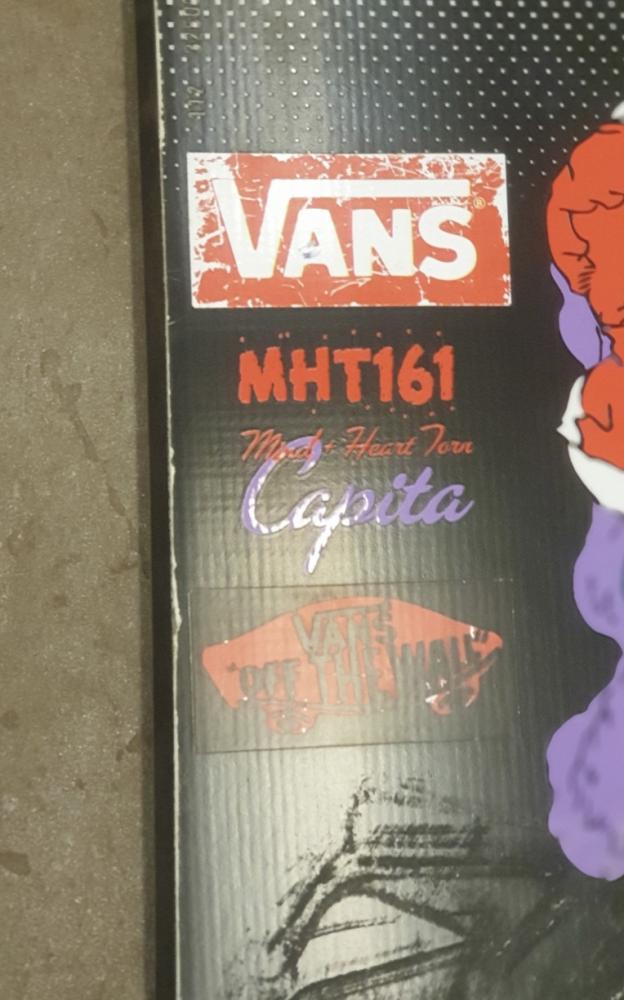 VANS®
MHT161
Mind + Heart Torn
Capita
VANS
"OFF THE WALL"